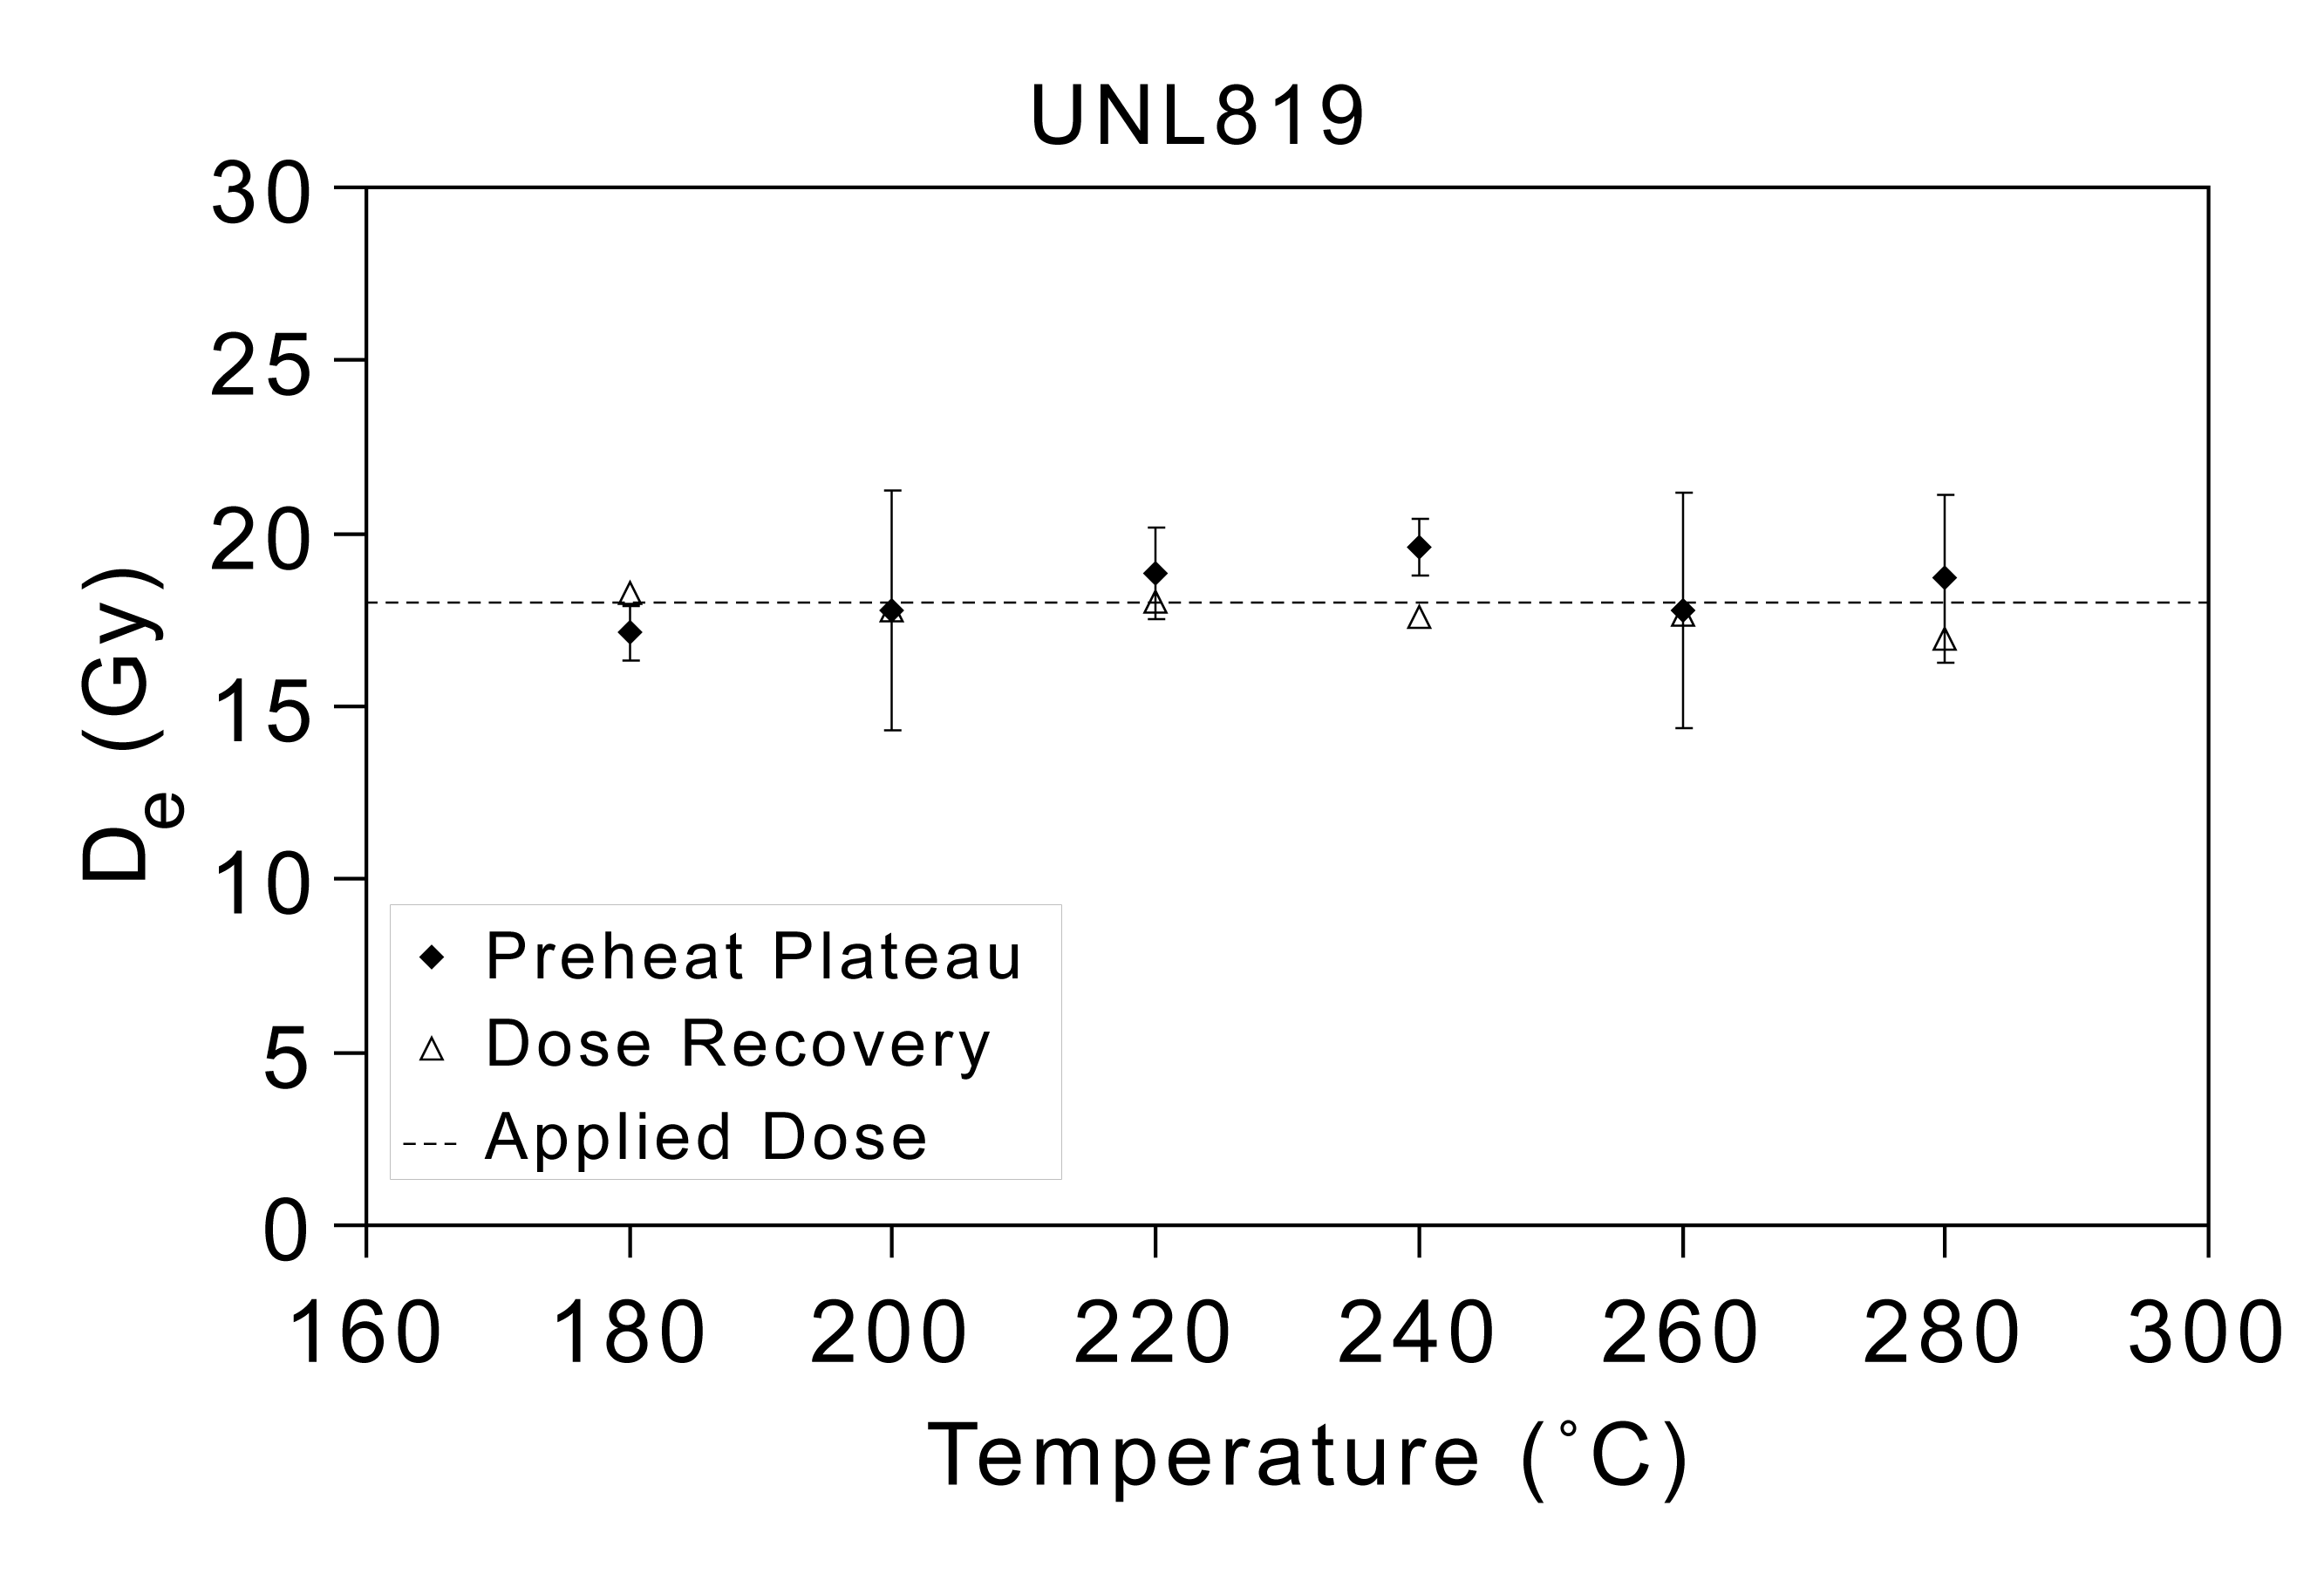 UNL819
30
25
20
15
10
5
0
De (Gy)
Preheat Plateau
Dose Recovery
Applied Dose
160 180 200 220 240 260 280 300
Temperature (°C)